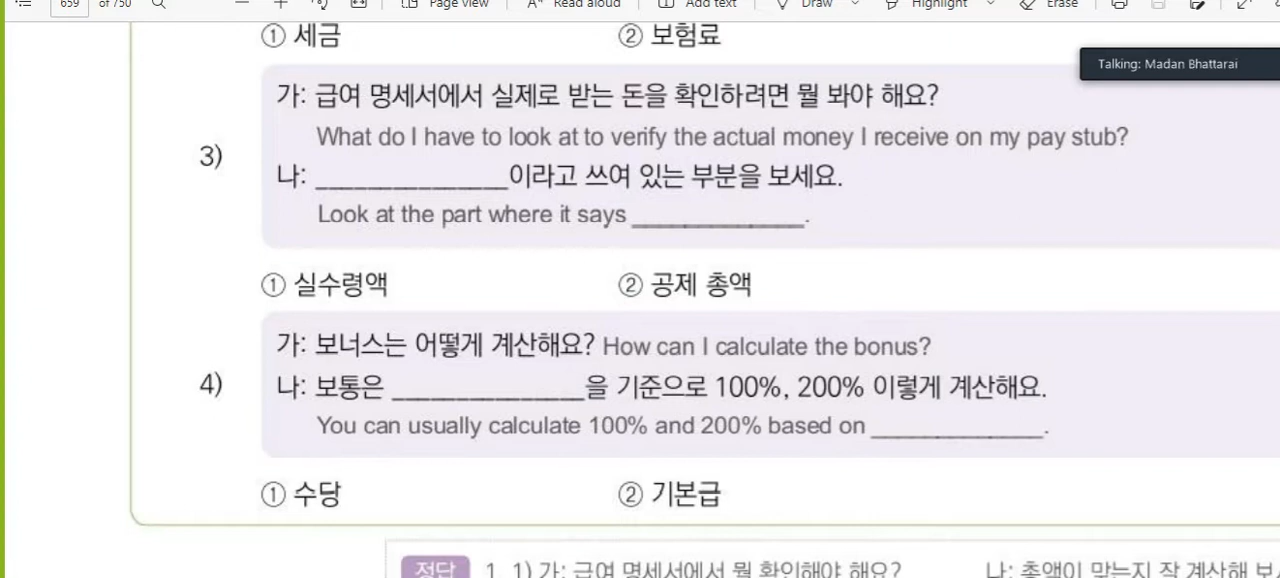 659 of 750 Page view Read aloud Add text Draw Highlight Erase
① 세금 ② 보험료
Talking: Madan Bhattarai
가: 급여 명세서에서 실제로 받는 돈을 확인하려면 뭘 봐야 해요?
What do I have to look at to verify the actual money I receive on my pay stub?
3)
나: ______________이라고 쓰여 있는 부분을 보세요.
Look at the part where it says ______________.
① 실수령액 ② 공제 총액
가: 보너스는 어떻게 계산해요? How can I calculate the bonus?
4)
나: 보통은 ______________을 기준으로 100%, 200% 이렇게 계산해요.
You can usually calculate 100% and 200% based on ______________.
① 수당 ② 기본급
정답 1. 1) 가: 급여 명세서에서 뭘 확인해야 해요? 나: 총액이 맞는지 잘 계산해